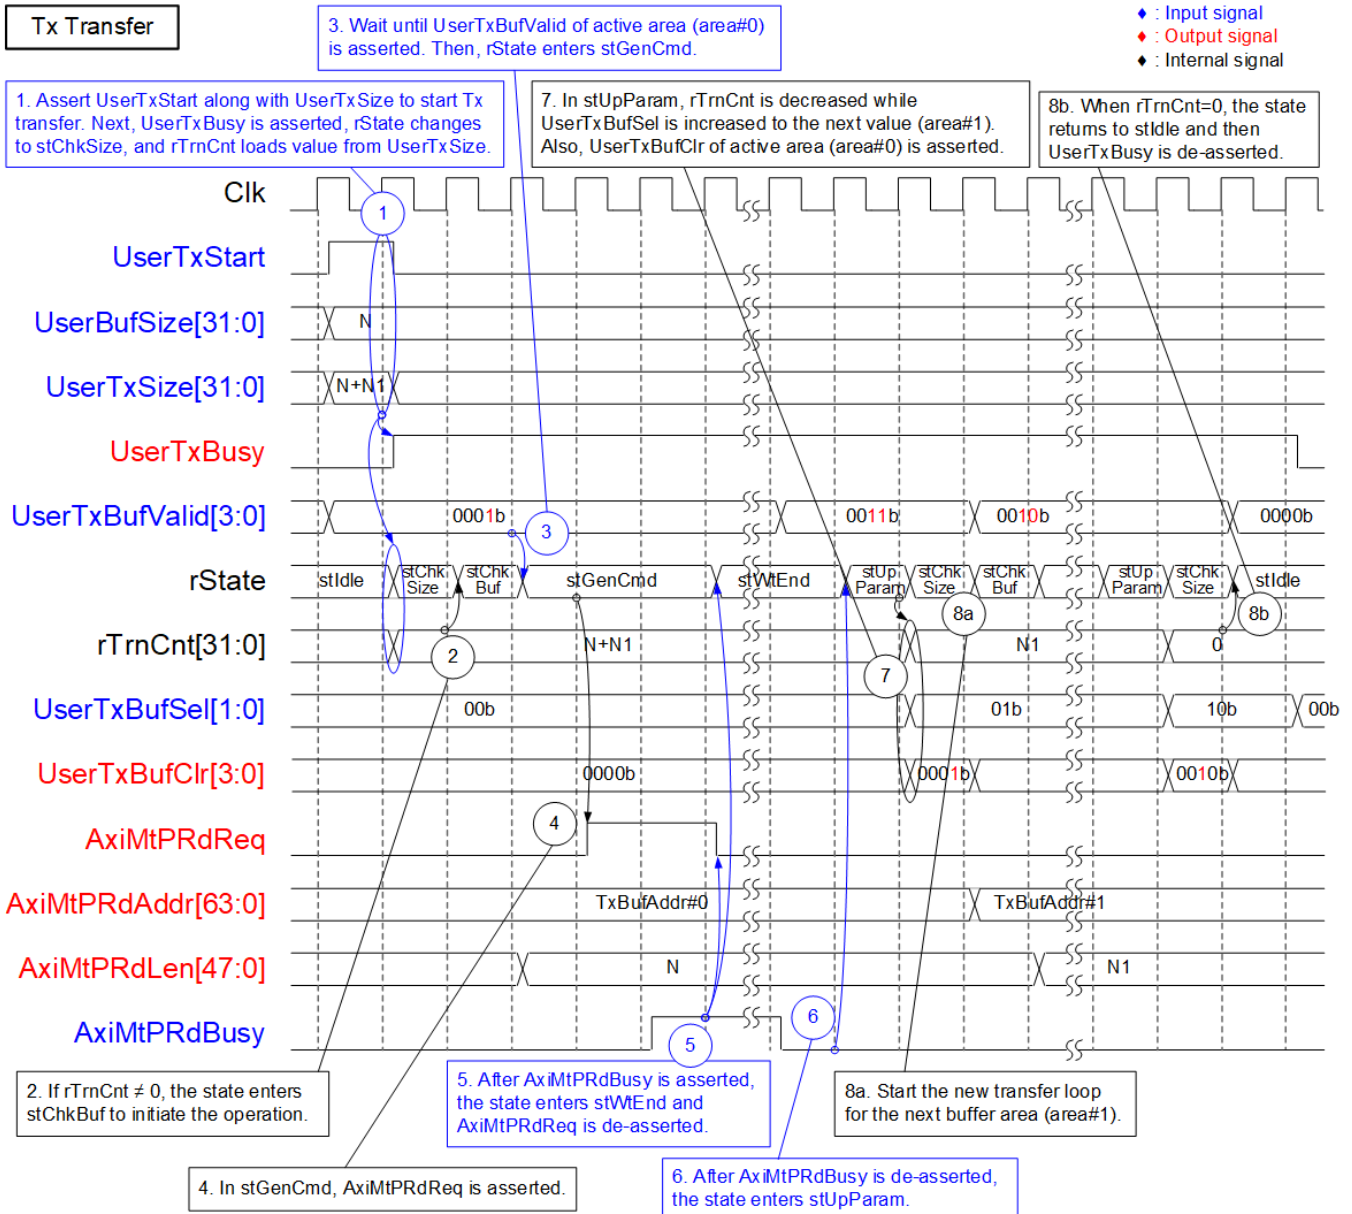 Tx Transfer
3. Wait until UserTxBufValid of active area (area#0)
is asserted. Then, rState enters stGenCmd.
♦ : Input signal
♦ : Output signal
♦ : Internal signal
1. Assert UserTxStart along with UserTxSize to start Tx
transfer. Next, UserTxBusy is asserted, rState changes
to stChkSize, and rTrnCnt loads value from UserTxSize.
7. In stUpParam, rTrnCnt is decreased while
UserTxBufSel is increased to the next value (area#1).
Also, UserTxBufClr of active area (area#0) is asserted.
8b. When rTrnCnt=0, the state
returns to stIdle and then
UserTxBusy is de-asserted.
Clk
1
UserTxStart
UserBufSize[31:0]
N
UserTxSize[31:0]
N+N1
UserTxBusy
UserTxBufValid[3:0]
0001b
3
0011b
0010b
0000b
rState
stIdle
stChk
Size
stChk
Buf
stGenCmd
stWtEnd
stUp
Param
stChk
Size
stChk
Buf
stUp
Param
stChk
Size
stIdle
8a
8b
rTrnCnt[31:0]
2
N+N1
7
N1
0
UserTxBufSel[1:0]
00b
01b
10b
00b
UserTxBufClr[3:0]
0000b
0001b
0010b
AxiMtPRdReq
4
AxiMtPRdAddr[63:0]
TxBufAddr#0
TxBufAddr#1
AxiMtPRdLen[47:0]
N
N1
AxiMtPRdBusy
5
6
2. If rTrnCnt ≠ 0, the state enters
stChkBuf to initiate the operation.
5. After AxiMtPRdBusy is asserted,
the state enters stWtEnd and
AxiMtPRdReq is de-asserted.
8a. Start the new transfer loop
for the next buffer area (area#1).
4. In stGenCmd, AxiMtPRdReq is asserted.
6. After AxiMtPRdBusy is de-asserted,
the state enters stUpParam.